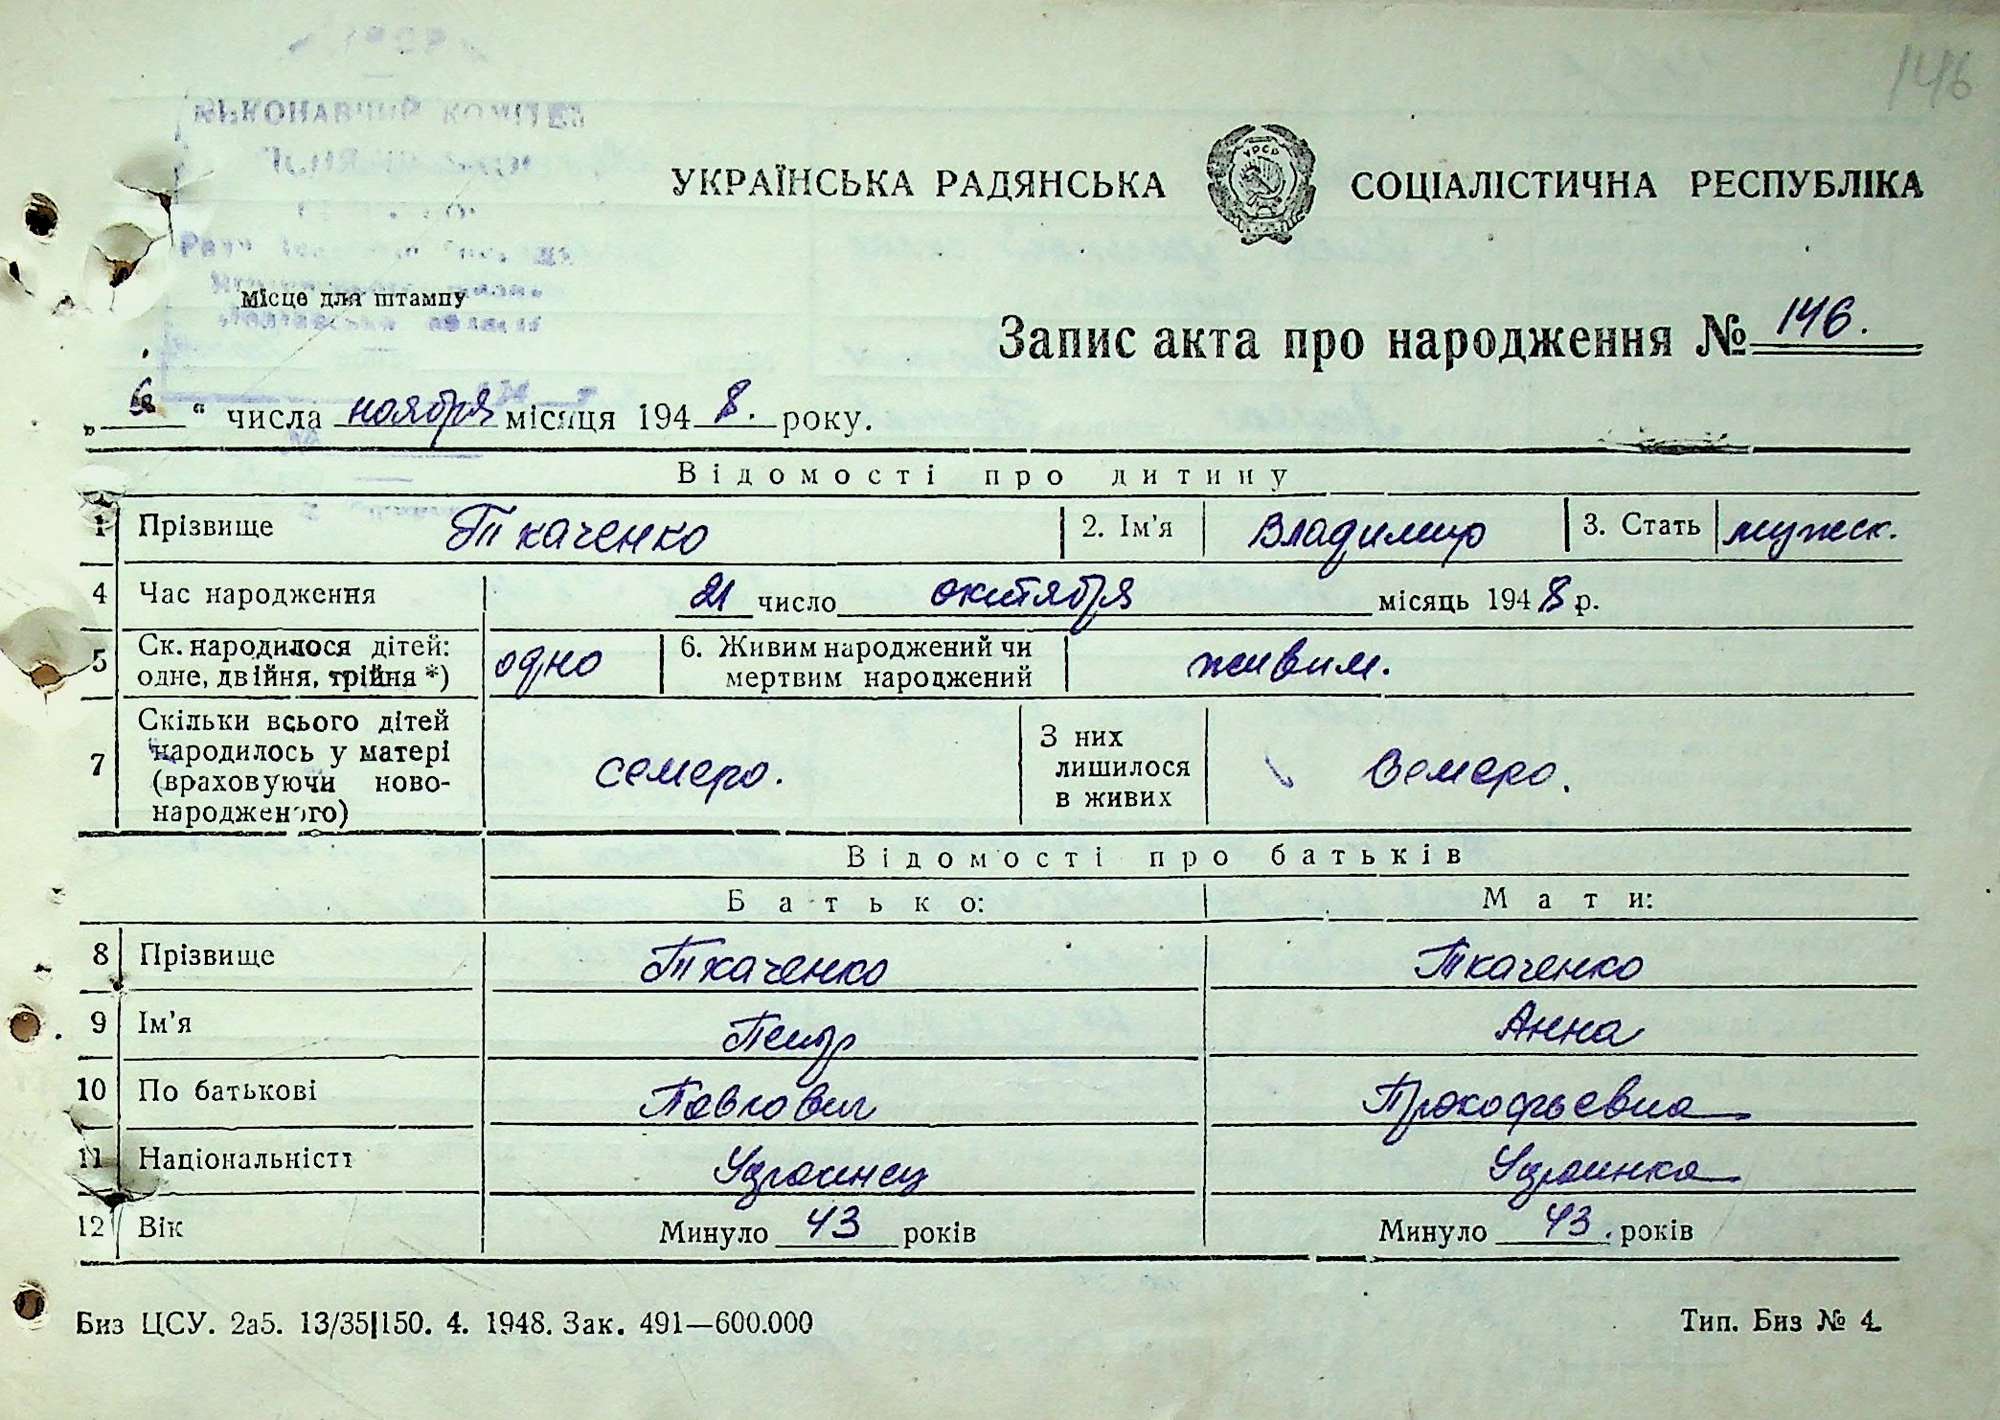 146
УКРАЇНСЬКА РАДЯНСЬКА СОЦІАЛІСТИЧНА РЕСПУБЛІКА
УРСР
КОМІТЕТ
Місце для штампу
Запис акта про народження № 146.
„6“ числа ноября місяця 1948. року.
Відомості про дитину
1 Прізвище Ткаченко 2. Ім'я Владимир 3. Стать мужск.
4 Час народження 21 число октября місяць 1948 р.
5 Ск. народилося дітей: одно 6. Живим народжений чи живим.
одне, двійня, трійня *) мертвим народжений
7 Скільки всього дітей народилось у матері (враховуючи ново-народженого) семеро. З них лишилося в живих
Відомості про батьків
Батько: Мати:
8 Прізвище Ткаченко Ткаченко
9 Ім'я Петр Анна
10 По батькові Павлович Прокофьевна
11 Національність Украинец Украинка
12 Вік Минуло 43 років Минуло 43. років
Биз ЦСУ. 2а5. 13/35|150. 4. 1948. Зак. 491—600.000 Тип. Биз № 4.